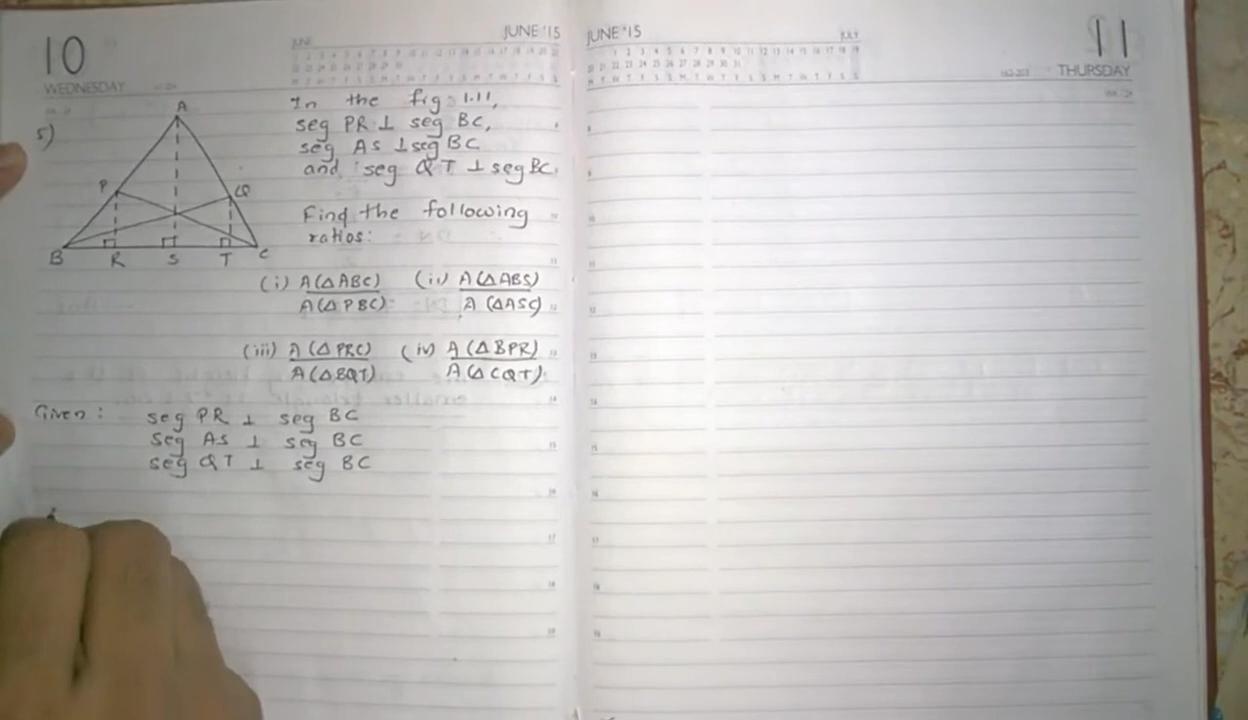 10
WEDNESDAY
JUNE
JUNE '15
5)
A
P
Q
B R S T C
In the fig 1.11,
seg PR ⊥ seg BC,
seg AS ⊥ seg BC
and seg QT ⊥ seg BC.
Find the following
ratios:
(i) A(△ABC) / A(△PBC) (ii) A(△ABS) / A(△ASC)
(iii) A(△PRC) / A(△BQT) (iv) A(△BPR) / A(△CQT)
Given : seg PR ⊥ seg BC
seg AS ⊥ seg BC
seg QT ⊥ seg BC
JUNE '15
JULY
11
THURSDAY